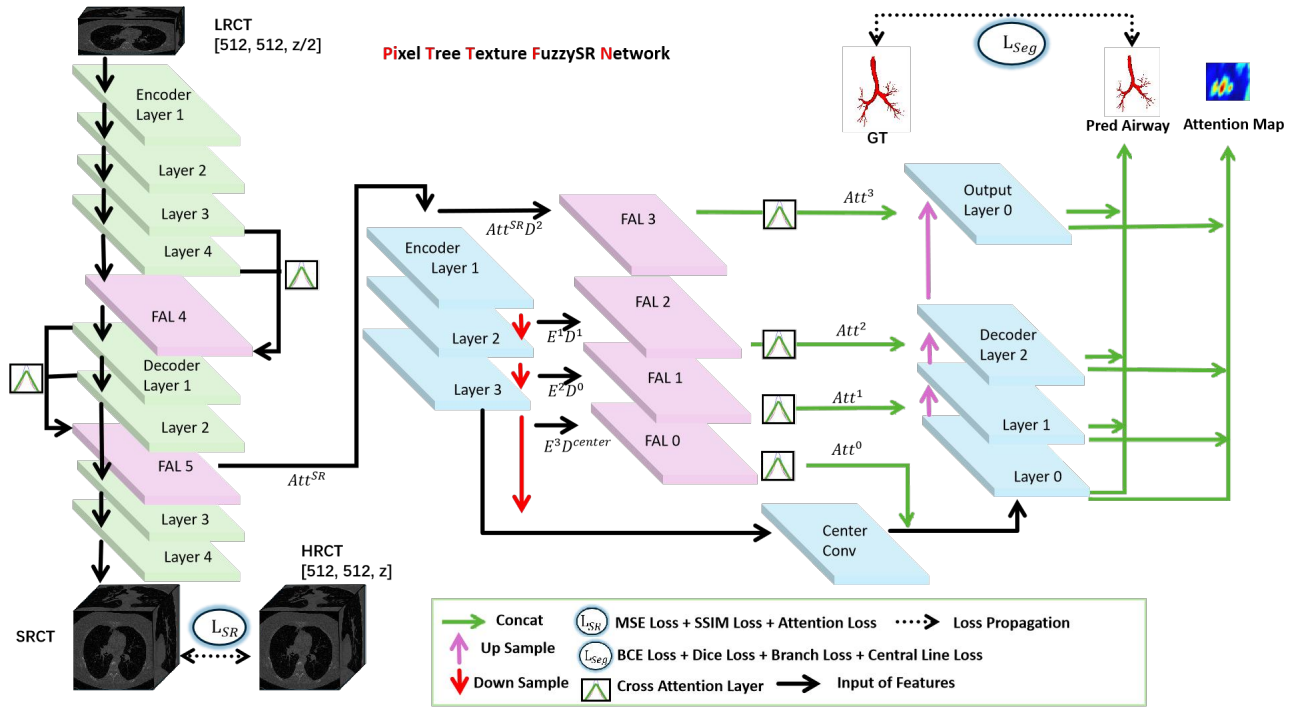 LRCT
[512, 512, z/2]
Pixel Tree Texture FuzzySR Network
L_Seg
GT
Pred Airway
Attention Map
Encoder
Layer 1
Layer 2
Layer 3
Layer 4
FAL 4
Decoder
Layer 1
Layer 2
FAL 5
Layer 3
Layer 4
Att^SR
SRCT
L_SR
HRCT
[512, 512, z]
Encoder
Layer 1
Layer 2
Layer 3
Att^SR D^2
E^1 D^1
E^2 D^0
E^3 D^center
FAL 3
FAL 2
FAL 1
FAL 0
Att^3
Att^2
Att^1
Att^0
Center
Conv
Output
Layer 0
Decoder
Layer 2
Layer 1
Layer 0
Concat
Up Sample
Down Sample
L_SR MSE Loss + SSIM Loss + Attention Loss
L_Seg BCE Loss + Dice Loss + Branch Loss + Central Line Loss
Cross Attention Layer
Loss Propagation
Input of Features